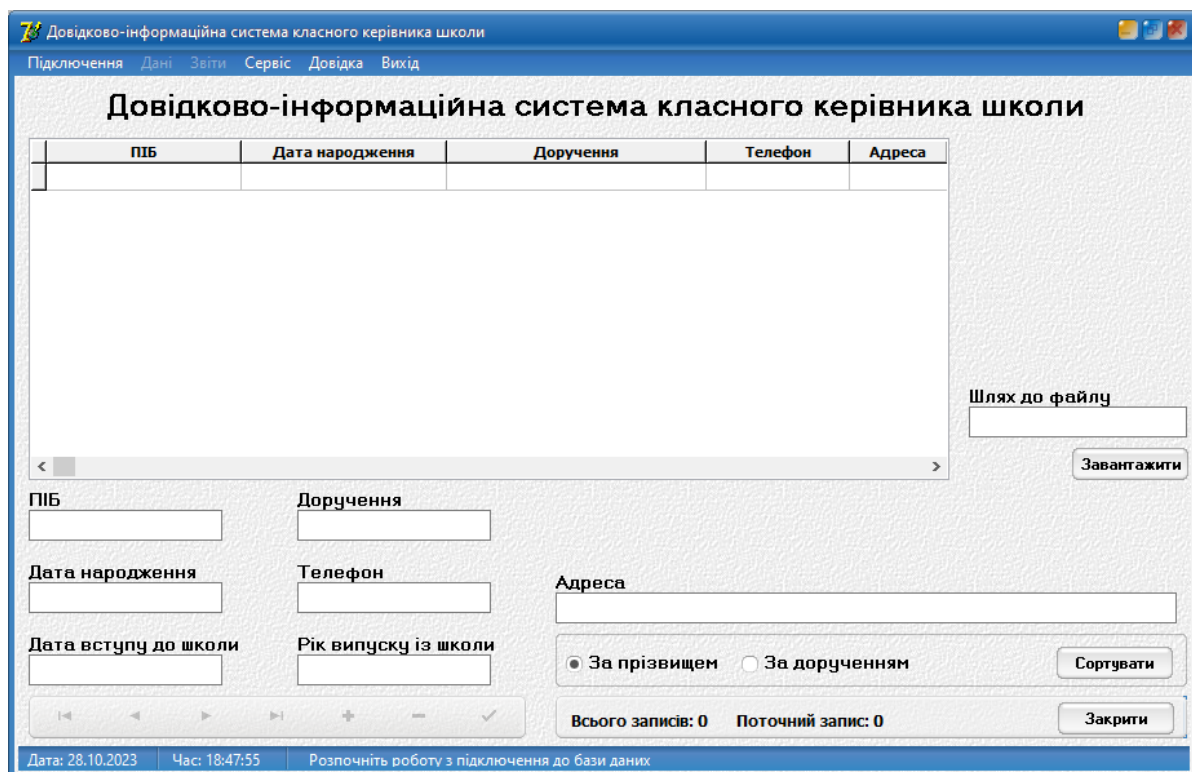 Довідково-інформаційна система класного керівника школи
Підключення Дані Звіти Сервіс Довідка Вихід
Довідково-інформаційна система класного керівника школи
ПІБ Дата народження Доручення Телефон Адреса
Шлях до файлу
Завантажити
ПІБ Доручення
Дата народження Телефон
Адреса
Дата вступу до школи Рік випуску із школи
За прізвищем За дорученням Сортувати
Всього записів: 0 Поточний запис: 0 Закрити
Дата: 28.10.2023 Час: 18:47:55 Розпочніть роботу з підключення до бази даних